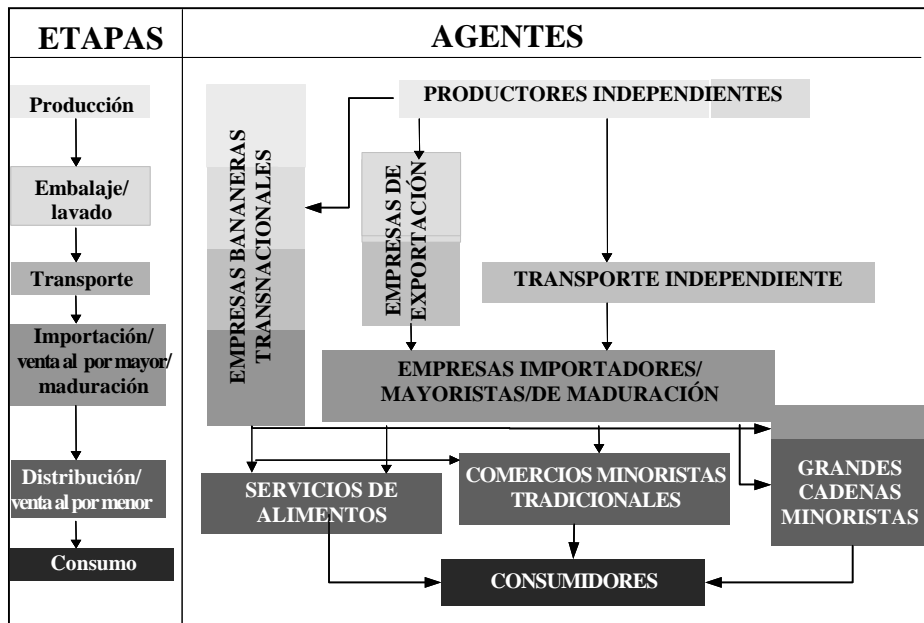 ETAPAS
AGENTES
Producción
Embalaje/
lavado
Transporte
Importación/
venta al por mayor/
maduración
Distribución/
venta al por menor
Consumo
PRODUCTORES INDEPENDIENTES
EMPRESAS BANANERAS
TRANSNACIONALES
EMPRESAS DE
EXPORTACIÓN
TRANSPORTE INDEPENDIENTE
EMPRESAS IMPORTADORES/
MAYORISTAS/DE MADURACIÓN
SERVICIOS DE
ALIMENTOS
COMERCIOS MINORISTAS
TRADICIONALES
GRANDES
CADENAS
MINORISTAS
CONSUMIDORES